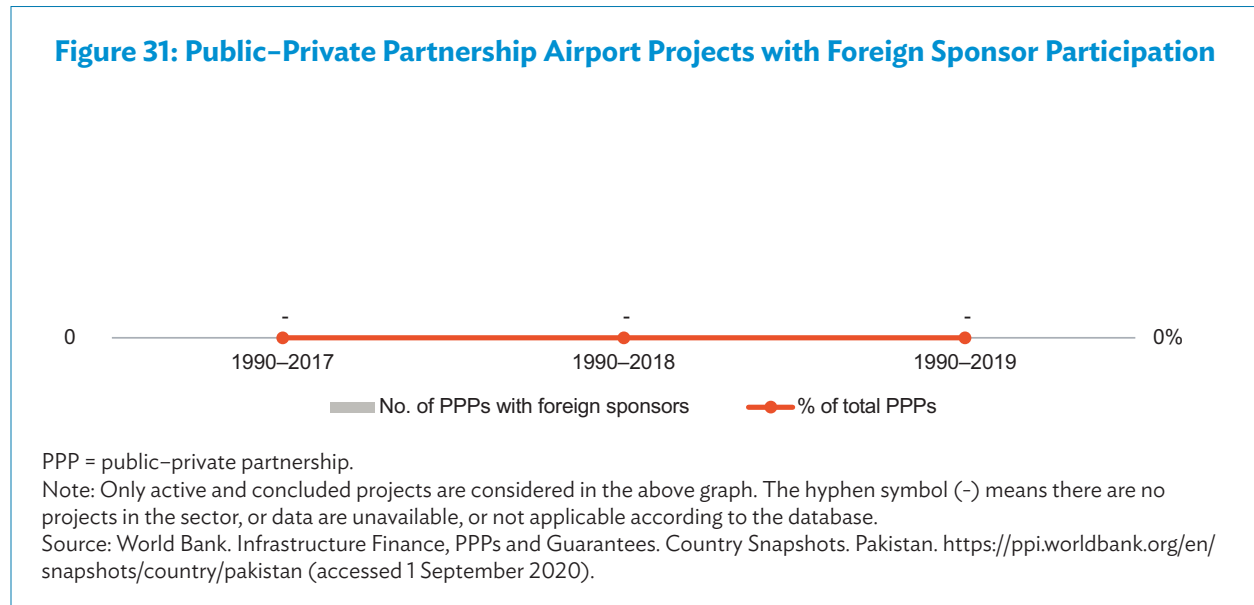 Figure 31: Public–Private Partnership Airport Projects with Foreign Sponsor Participation
- - -
0 0%
1990–2017 1990–2018 1990–2019
No. of PPPs with foreign sponsors % of total PPPs
PPP = public–private partnership.
Note: Only active and concluded projects are considered in the above graph. The hyphen symbol (-) means there are no
projects in the sector, or data are unavailable, or not applicable according to the database.
Source: World Bank. Infrastructure Finance, PPPs and Guarantees. Country Snapshots. Pakistan. https://ppi.worldbank.org/en/
snapshots/country/pakistan (accessed 1 September 2020).